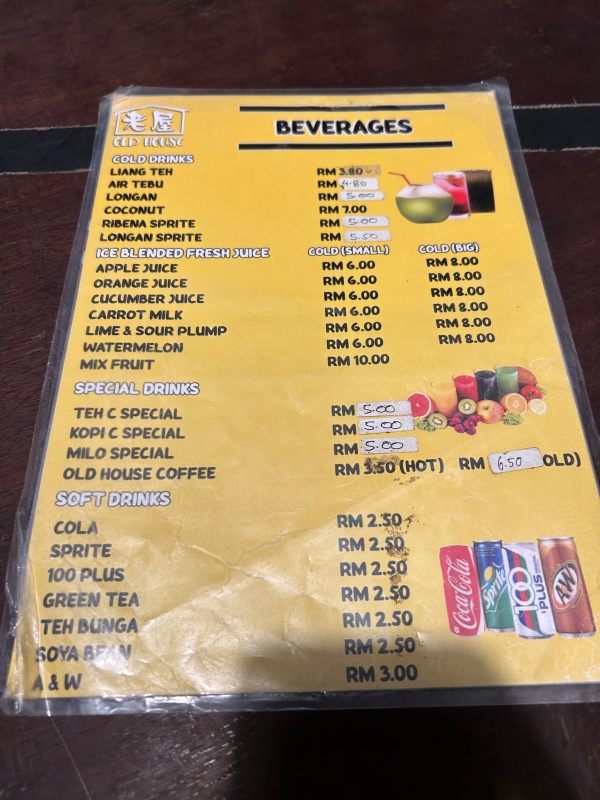 老屋
OLD HOUSE
BEVERAGES
COLD DRINKS
LIANG TEH RM 3.80
AIR TEBU RM 4.80
LONGAN RM 5.00
COCONUT RM 7.00
RIBENA SPRITE RM 5.00
LONGAN SPRITE RM 5.50
ICE BLENDED FRESH JUICE COLD (SMALL) COLD (BIG)
APPLE JUICE RM 6.00 RM 8.00
ORANGE JUICE RM 6.00 RM 8.00
CUCUMBER JUICE RM 6.00 RM 8.00
CARROT MILK RM 6.00 RM 8.00
LIME & SOUR PLUMP RM 6.00 RM 8.00
WATERMELON RM 6.00 RM 8.00
MIX FRUIT RM 10.00
SPECIAL DRINKS
TEH C SPECIAL RM 5.00
KOPI C SPECIAL RM 5.00
MILO SPECIAL RM 5.00
OLD HOUSE COFFEE RM 3.50 (HOT) RM 6.50 OLD)
SOFT DRINKS
COLA RM 2.50
SPRITE RM 2.50
100 PLUS RM 2.50
GREEN TEA RM 2.50
TEH BUNGA RM 2.50
SOYA BEAN RM 2.50
A & W RM 3.00
Coca-Cola
Sprite
100 PLUS
A&W